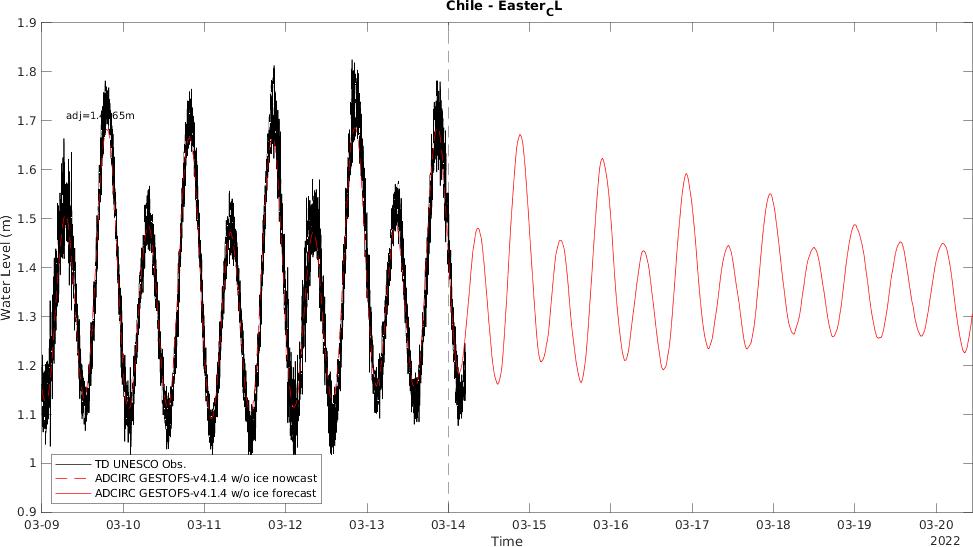 Chile - EasterCL
1.9
1.8
1.7
1.6
1.5
1.4
1.3
1.2
1.1
1
0.9
Water Level (m)
TD UNESCO Obs.
ADCIRC GESTOFS-v4.1.4 w/o ice nowcast
ADCIRC GESTOFS-v4.1.4 w/o ice forecast
03-09 03-10 03-11 03-12 03-13 03-14 03-15 03-16 03-17 03-18 03-19 03-20
Time
2022